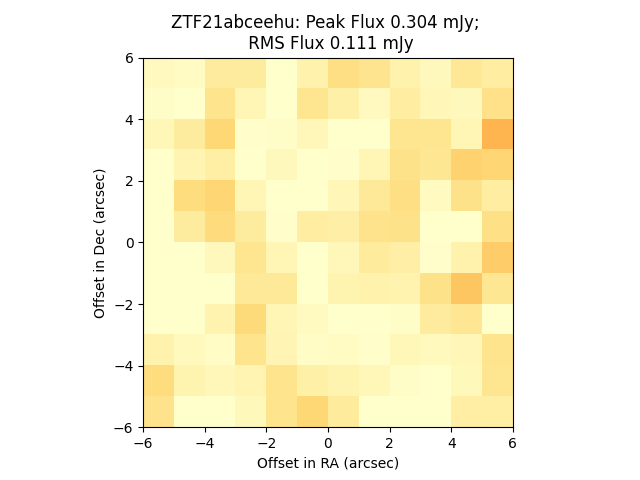 ZTF21abceehu: Peak Flux 0.304 mJy;
RMS Flux 0.111 mJy
6
4
2
0
−2
−4
−6
Offset in Dec (arcsec)
−6 −4 −2 0 2 4 6
Offset in RA (arcsec)